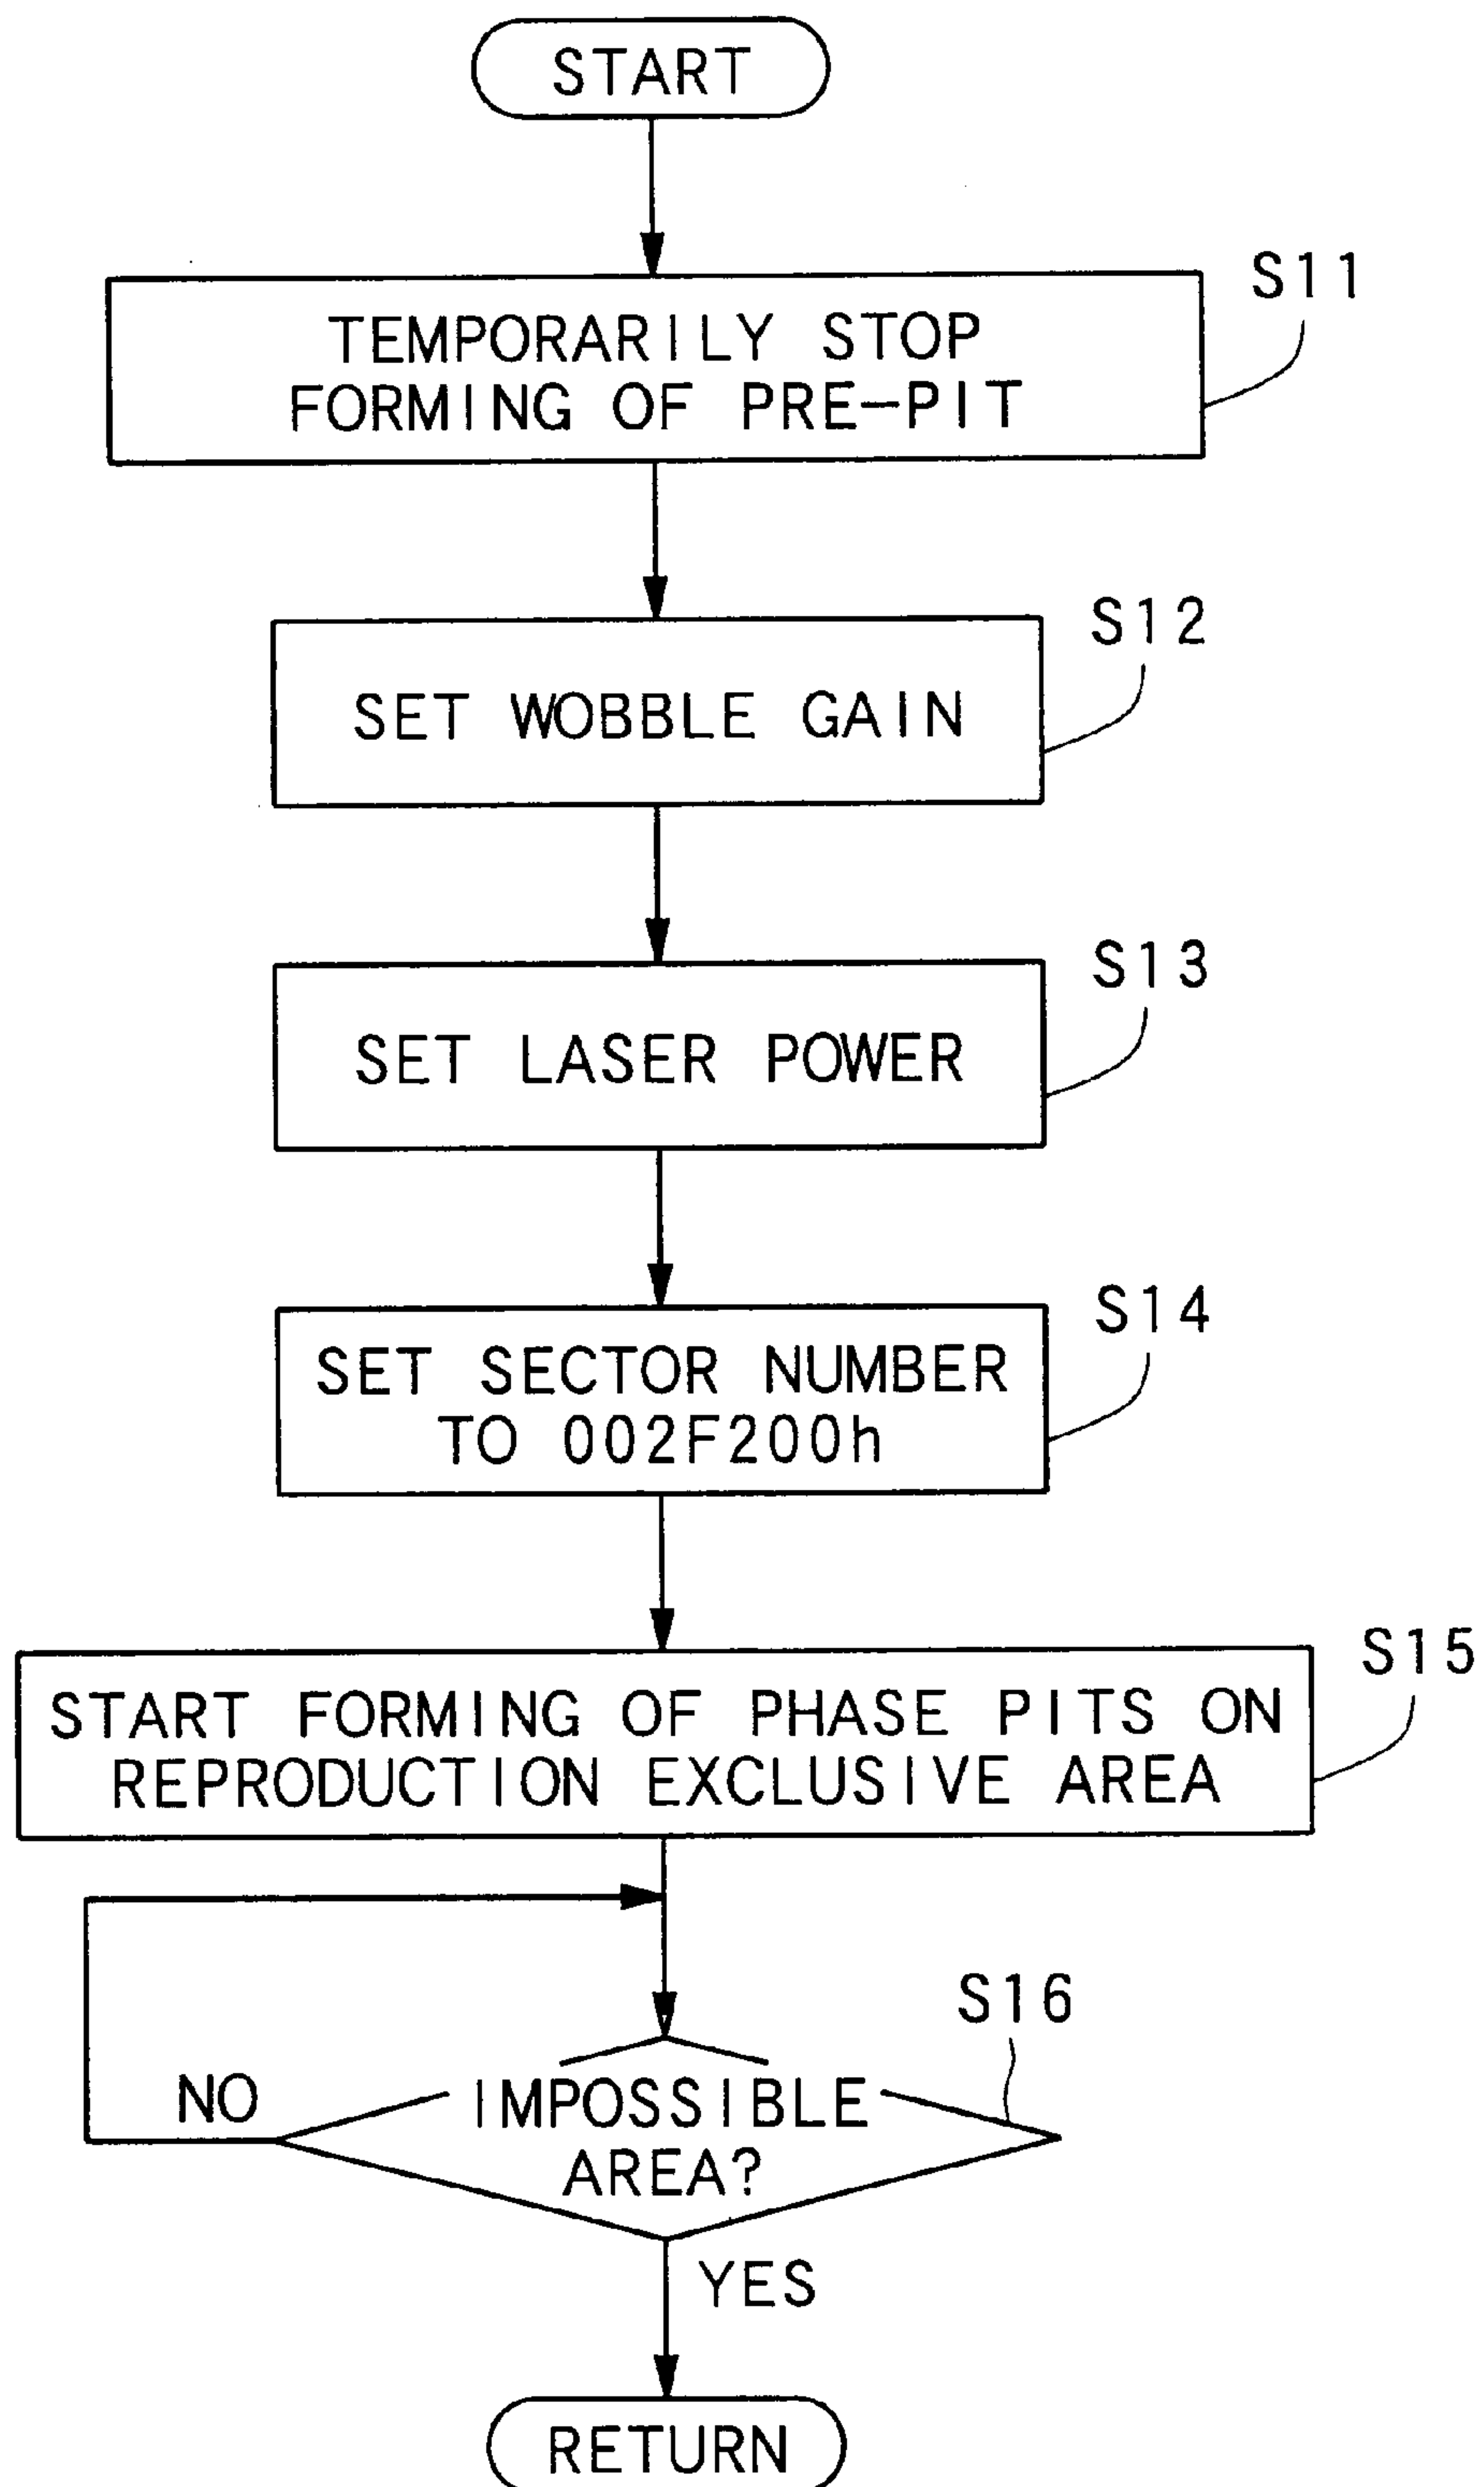 START
S11
TEMPORARILY STOP
FORMING OF PRE-PIT
S12
SET WOBBLE GAIN
S13
SET LASER POWER
S14
SET SECTOR NUMBER
TO 002F200h
S15
START FORMING OF PHASE PITS ON
REPRODUCTION EXCLUSIVE AREA
S16
NO
IMPOSSIBLE
AREA?
YES
RETURN